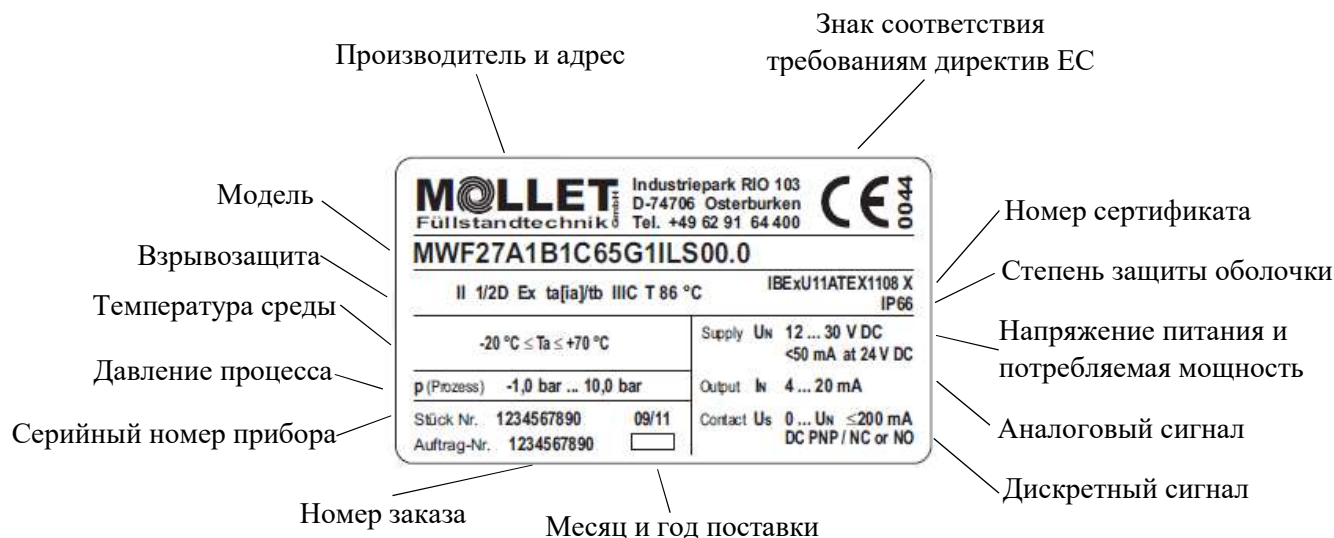 Знак соответствия
требованиям директив ЕС
Производитель и адрес
Модель
Взрывозащита
Температура среды
Давление процесса
Серийный номер прибора
MOLLET GmbH
Füllstandtechnik
Industriepark RIO 103
D-74706 Osterburken
Tel. +49 62 91 64 400
CE 0044
MWF27A1B1C65G1ILS00.0
II 1/2D Ex ta[ia]/tb IIIC T 86 °C
IBExU11ATEX1108 X
IP66
-20 °C ≤ Ta ≤ +70 °C
p (Prozess) -1,0 bar ... 10,0 bar
Stück Nr. 1234567890 09/11
Auftrag-Nr. 1234567890
Supply UN 12 ... 30 V DC
<50 mA at 24 V DC
Output IN 4 ... 20 mA
Contact Us 0 ... UN ≤200 mA
DC PNP / NC or NO
Номер сертификата
Степень защиты оболочки
Напряжение питания и
потребляемая мощность
Аналоговый сигнал
Дискретный сигнал
Номер заказа
Месяц и год поставки